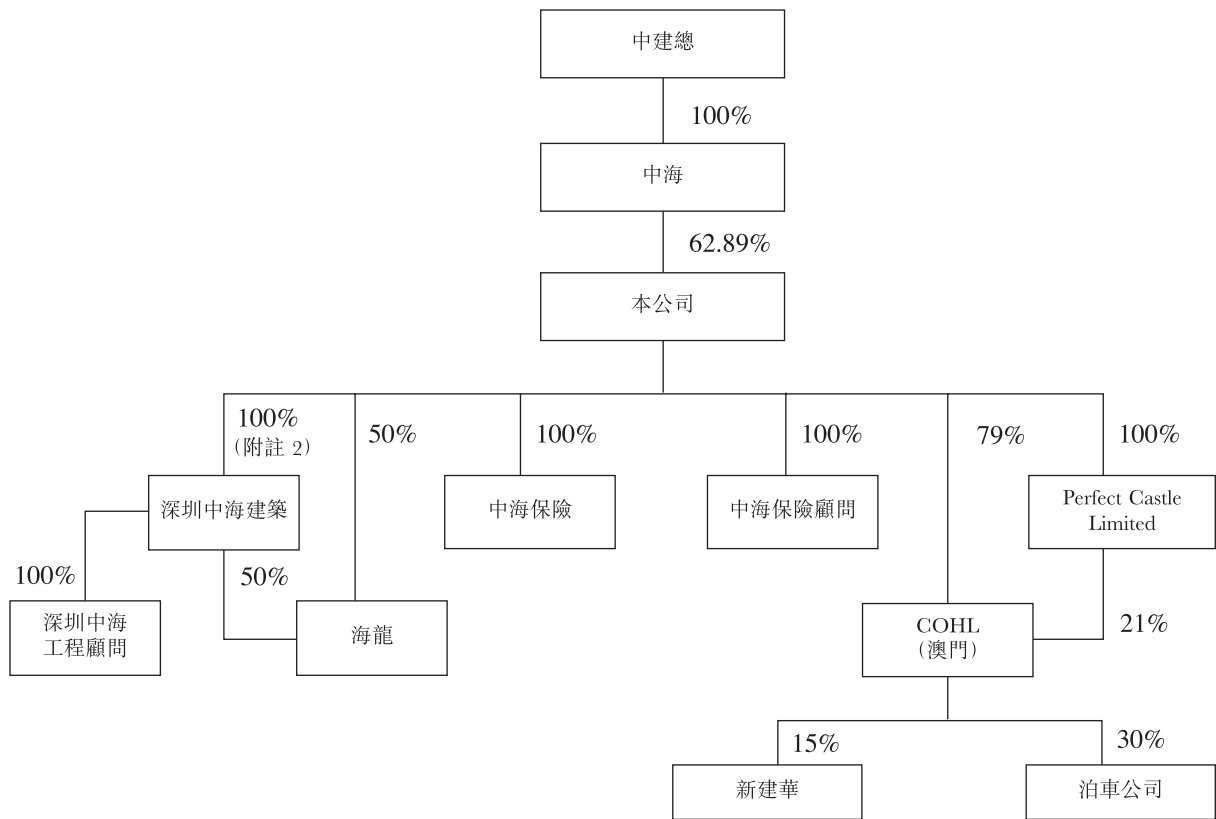 中建總
100%
中海
62.89%
本公司
100%
(附註 2)
50%
100%
100%
79%
100%
深圳中海建築
中海保險
中海保險顧問
Perfect Castle
Limited
100%
50%
深圳中海
工程顧問
海龍
COHL
(澳門)
21%
15%
30%
新建華
泊車公司